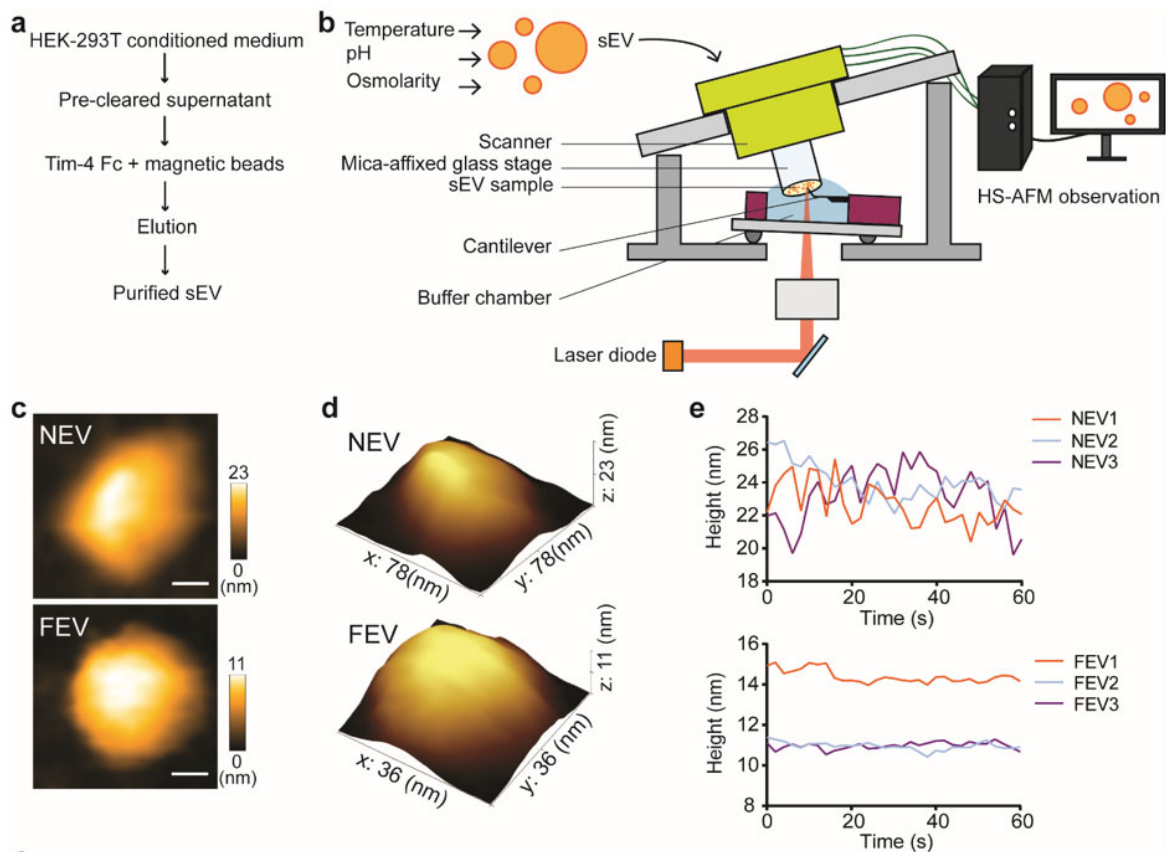 a
HEK-293T conditioned medium
Pre-cleared supernatant
Tim-4 Fc + magnetic beads
Elution
Purified sEV
b
Temperature
pH
Osmolarity
sEV
Scanner
Mica-affixed glass stage
sEV sample
Cantilever
Buffer chamber
Laser diode
HS-AFM observation
c
NEV
23
0
(nm)
FEV
11
0
(nm)
d
NEV
z: 23 (nm)
x: 78(nm)
y: 78(nm)
FEV
z: 11 (nm)
x: 36 (nm)
y: 36 (nm)
e
28
26
24
22
20
18
Height (nm)
0 20 40 60
Time (s)
NEV1
NEV2
NEV3
16
14
12
10
8
Height (nm)
0 20 40 60
Time (s)
FEV1
FEV2
FEV3